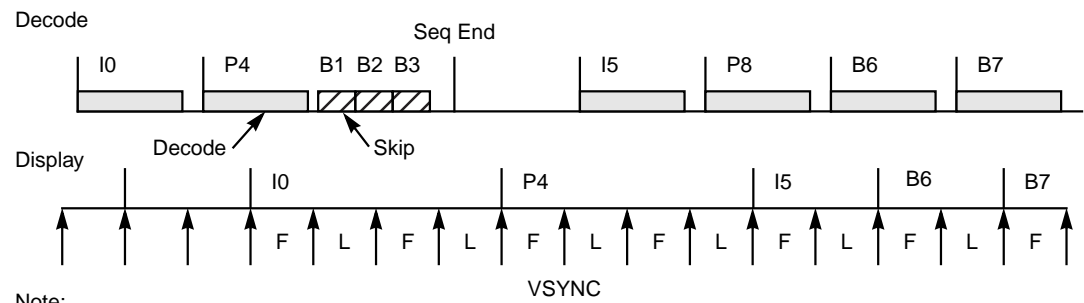 Decode
Seq End
I0 P4 B1 B2 B3 I5 P8 B6 B7
Decode Skip
Display
I0 P4 I5 B6 B7
F L F L F L F L F L F L F
VSYNC
Note: